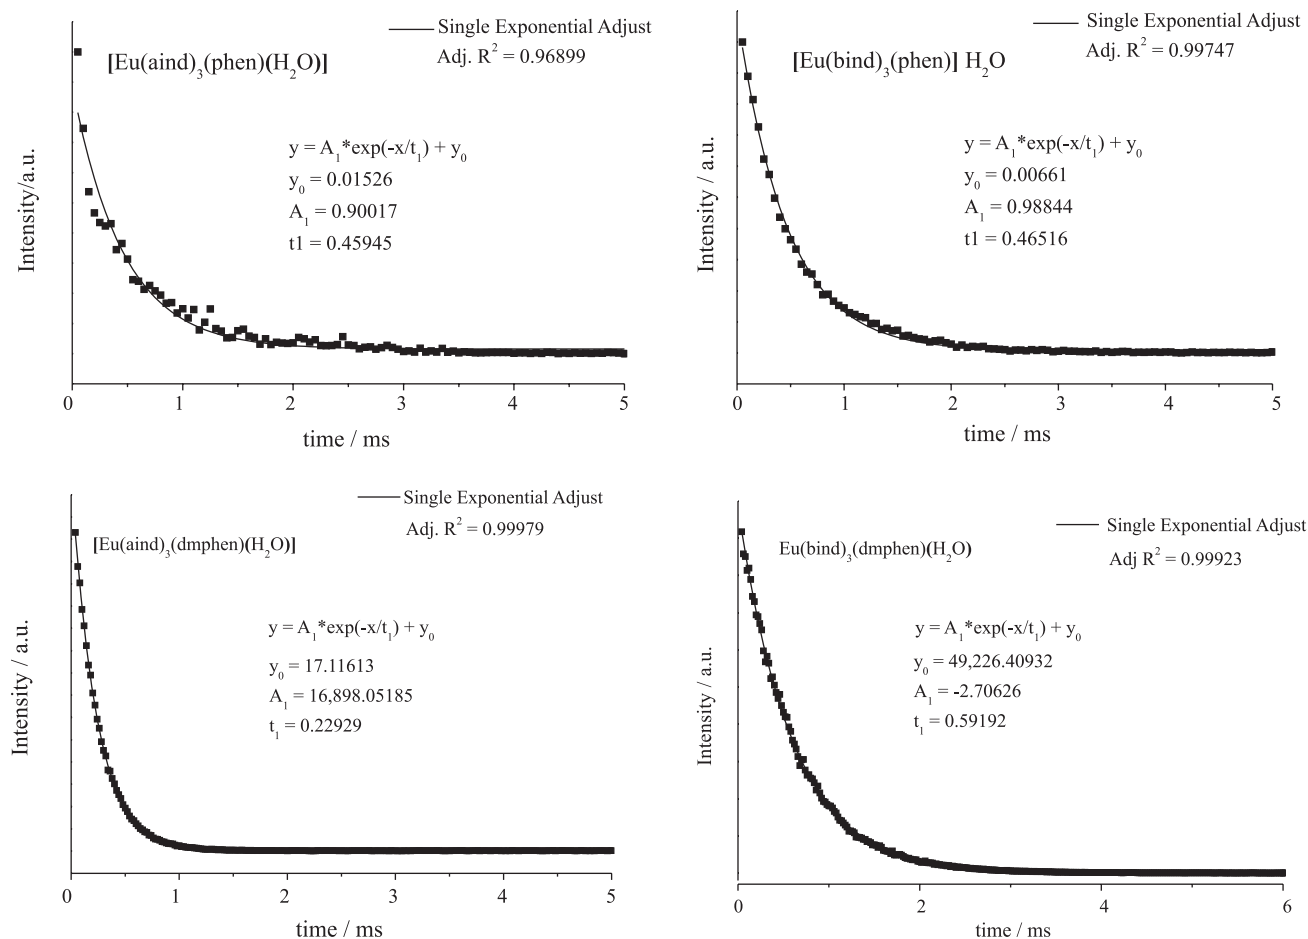 Single Exponential Adjust
Adj. R² = 0.96899
[Eu(aind)₃(phen)(H₂O)]
y = A₁*exp(-x/t₁) + y₀
y₀ = 0.01526
A₁ = 0.90017
t1 = 0.45945
Intensity/a.u.
0 1 2 3 4 5
time / ms
Single Exponential Adjust
Adj. R² = 0.99747
[Eu(bind)₃(phen)] H₂O
y = A₁*exp(-x/t₁) + y₀
y₀ = 0.00661
A₁ = 0.98844
t1 = 0.46516
Intensity / a.u.
0 1 2 3 4 5
time / ms
Single Exponential Adjust
Adj. R² = 0.99979
[Eu(aind)₃(dmphen)(H₂O)]
y = A₁*exp(-x/t₁) + y₀
y₀ = 17.11613
A₁ = 16,898.05185
t₁ = 0.22929
Intensity / a.u.
0 1 2 3 4 5
time / ms
Single Exponential Adjust
Adj R² = 0.99923
Eu(bind)₃(dmphen)(H₂O)
y = A₁*exp(-x/t₁) + y₀
y₀ = 49,226.40932
A₁ = -2.70626
t₁ = 0.59192
Intensity / a.u.
0 2 4 6
time / ms